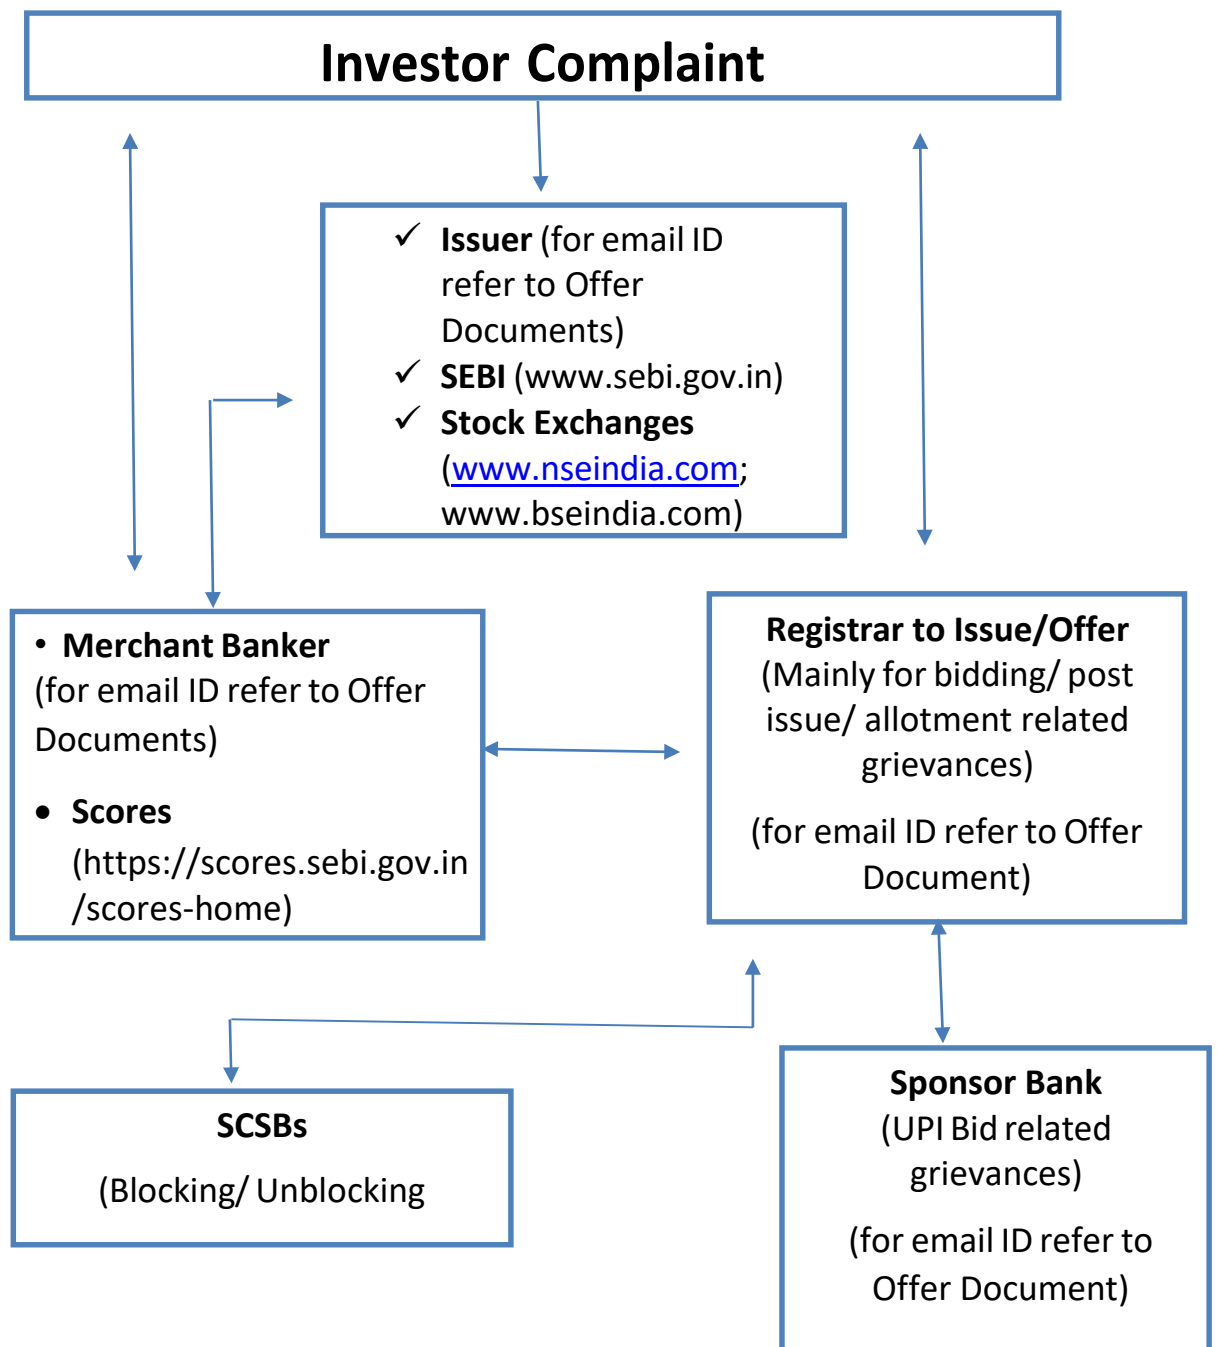 Investor Complaint
✓ Issuer (for email ID
refer to Offer
Documents)
✓ SEBI (www.sebi.gov.in)
✓ Stock Exchanges
(www.nseindia.com;
www.bseindia.com)
• Merchant Banker
(for email ID refer to Offer
Documents)
• Scores
(https://scores.sebi.gov.in
/scores-home)
Registrar to Issue/Offer
(Mainly for bidding/ post
issue/ allotment related
grievances)
(for email ID refer to Offer
Document)
SCSBs
(Blocking/ Unblocking
Sponsor Bank
(UPI Bid related
grievances)
(for email ID refer to
Offer Document)